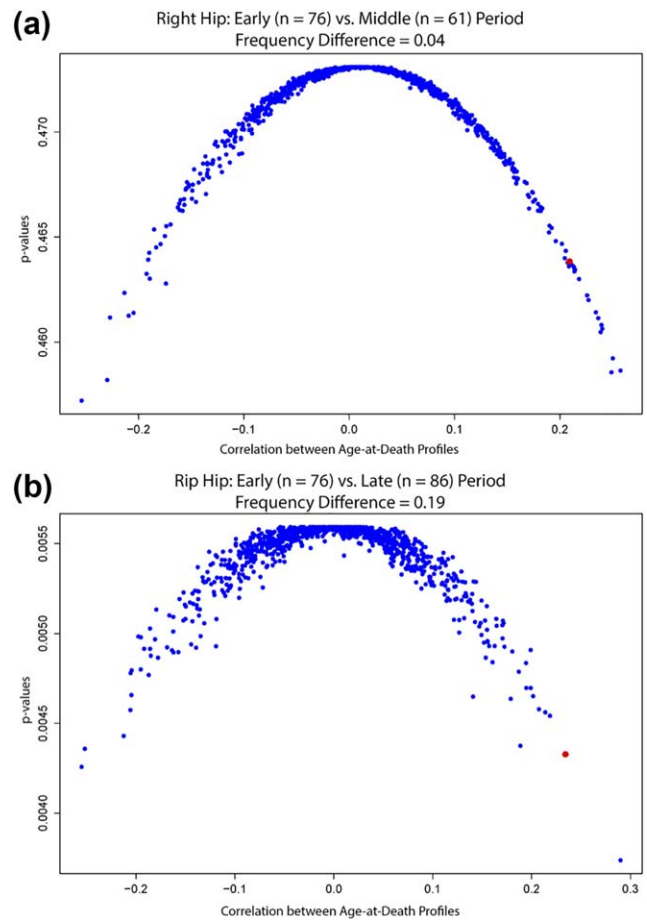 (a)
Right Hip: Early (n = 76) vs. Middle (n = 61) Period
Frequency Difference = 0.04
p-values
0.470
0.465
0.460
−0.2 −0.1 0.0 0.1 0.2
Correlation between Age-at-Death Profiles
(b)
Rip Hip: Early (n = 76) vs. Late (n = 86) Period
Frequency Difference = 0.19
p-values
0.0055
0.0050
0.0045
0.0040
−0.2 −0.1 0.0 0.1 0.2 0.3
Correlation between Age-at-Death Profiles